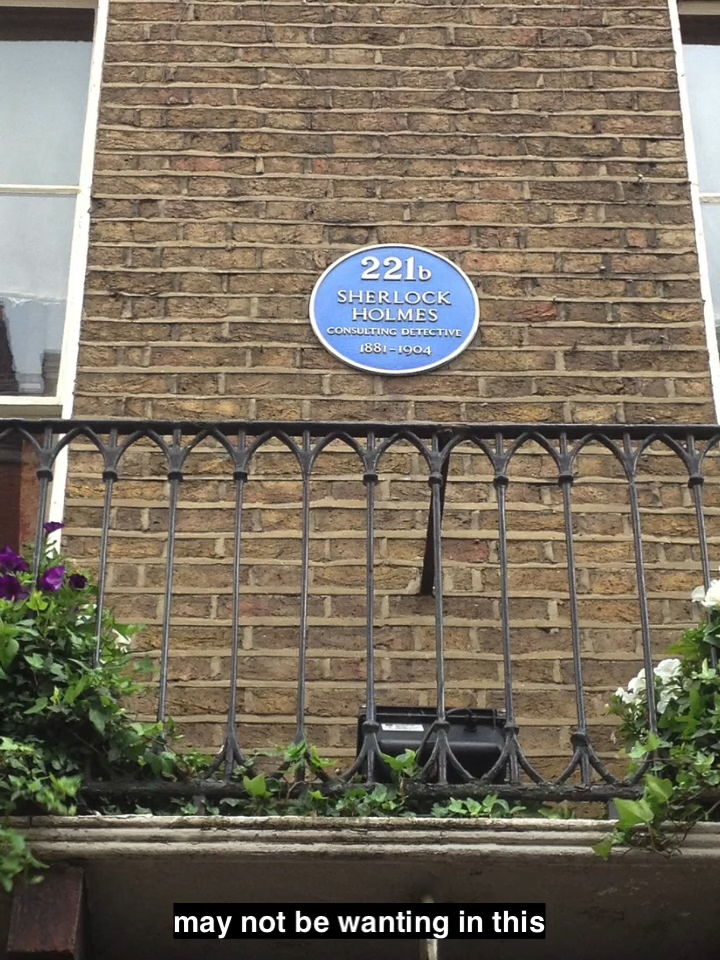 221b
SHERLOCK
HOLMES
CONSULTING DETECTIVE
1881-1904
may not be wanting in this